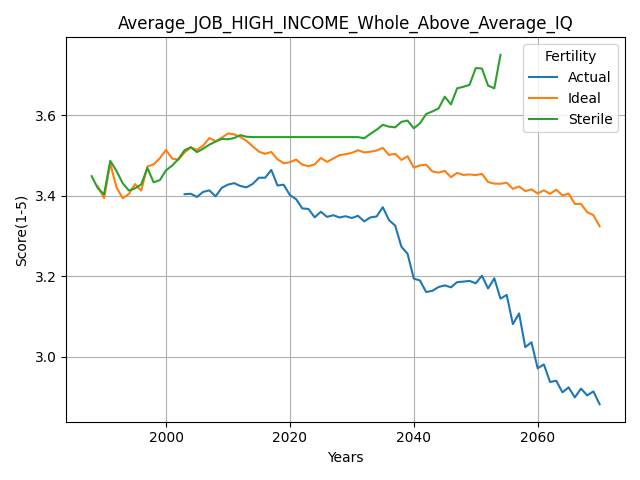 Average_JOB_HIGH_INCOME_Whole_Above_Average_IQ
Fertility
Actual
Ideal
Sterile
Score(1-5)
3.6
3.4
3.2
3.0
2000
2020
2040
2060
Years